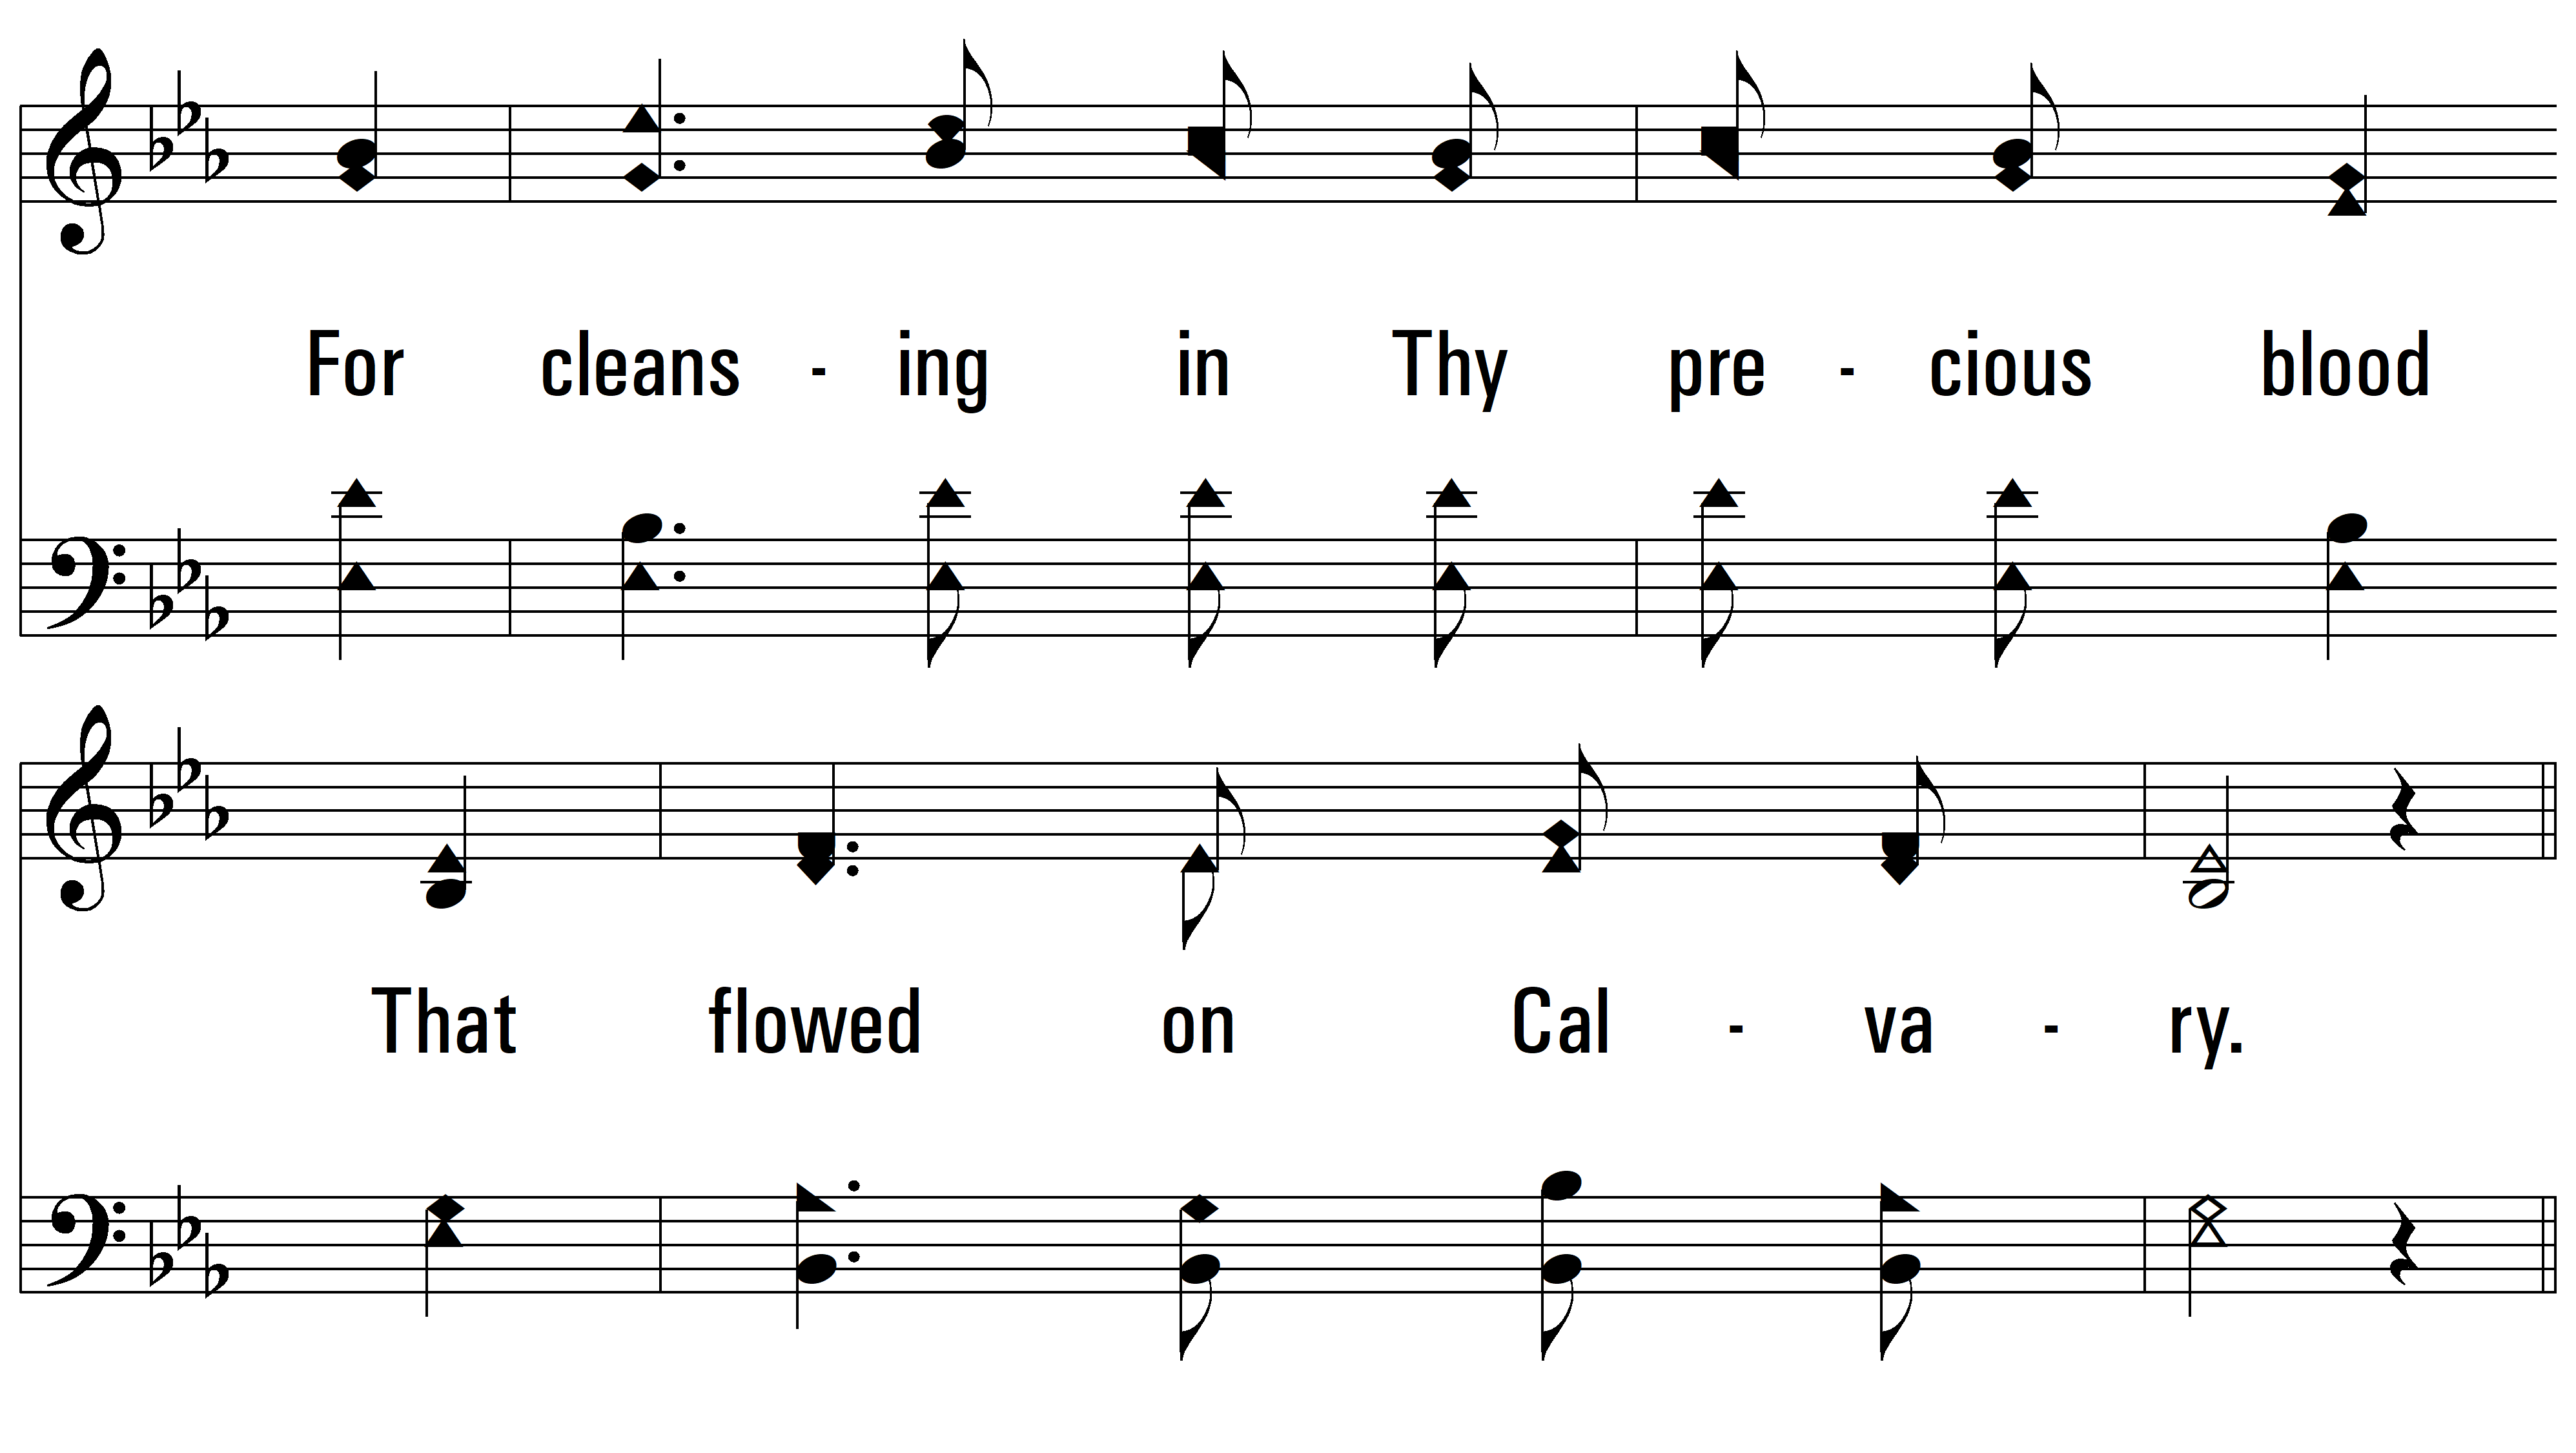 For cleans - ing in Thy pre - cious blood
That flowed on Cal - va - ry.